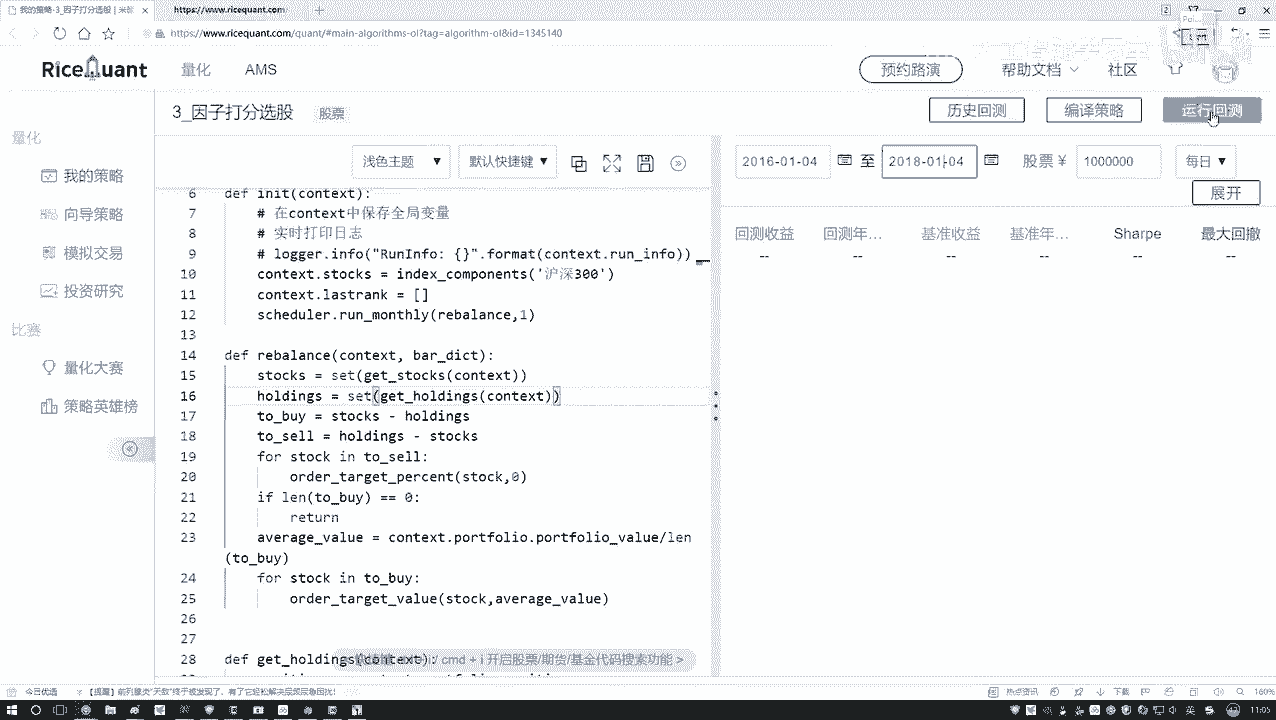 我的策略·3_因子打分选股 | 米筐
https://www.ricequant.com
https://www.ricequant.com/quant/#main-algorithms-ol?tag=algorithm-ol&id=1345140
RiceQuant
量化
AMS
预约路演
帮助文档
社区
3_因子打分选股
股票
历史回测
编译策略
运行回测
量化
我的策略
向导策略
模拟交易
投资研究
比赛
量化大赛
策略英雄榜
浅色主题
默认快捷键
2016-01-04
至
2018-01-04
股票 ¥
1000000
每日
展开
回测收益
回测年...
基准收益
基准年...
Sharpe
最大回撤
--
--
--
--
--
--
6 def init(context):
7 # 在context中保存全局变量
8 # 实时打印日志
9 # logger.info("RunInfo: {}".format(context.run_info))
10 context.stocks = index_components('沪深300')
11 context.lastrank = []
12 scheduler.run_monthly(rebalance,1)
13
14 def rebalance(context, bar_dict):
15 stocks = set(get_stocks(context))
16 holdings = set(get_holdings(context))
17 to_buy = stocks - holdings
18 to_sell = holdings - stocks
19 for stock in to_sell:
20 order_target_percent(stock,0)
21 if len(to_buy) == 0:
22 return
23 average_value = context.portfolio.portfolio_value/len
(to_buy)
24 for stock in to_buy:
25 order_target_value(stock,average_value)
26
27
28 def get_holdings(context):
/ cmd + i 开启股票/期货/基金代码搜索功能 >
今日优选
热点资讯
下载
160%
英
11:05